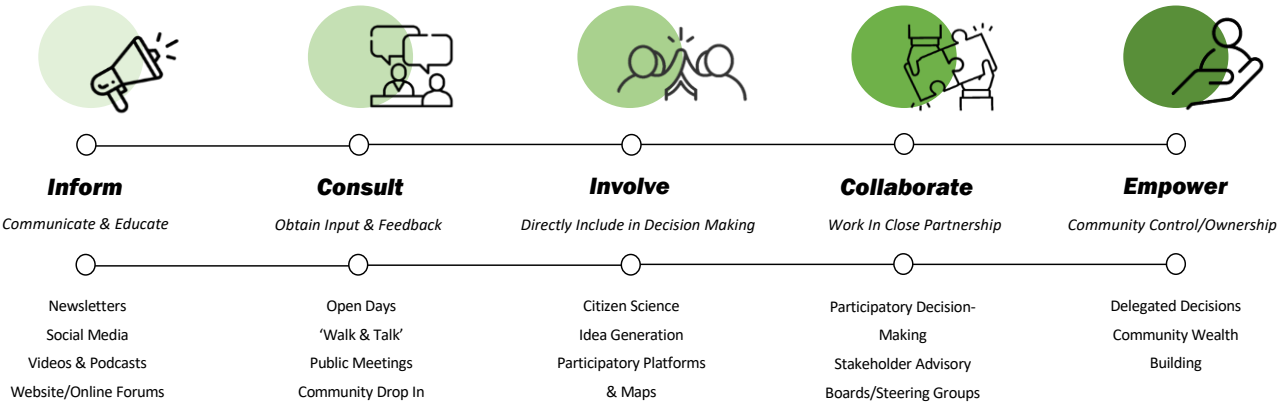 Inform
Consult
Involve
Collaborate
Empower
Communicate & Educate
Obtain Input & Feedback
Directly Include in Decision Making
Work In Close Partnership
Community Control/Ownership
Newsletters
Social Media
Videos & Podcasts
Website/Online Forums
Open Days
‘Walk & Talk’
Public Meetings
Community Drop In
Citizen Science
Idea Generation
Participatory Platforms
& Maps
Participatory Decision-
Making
Stakeholder Advisory
Boards/Steering Groups
Delegated Decisions
Community Wealth
Building